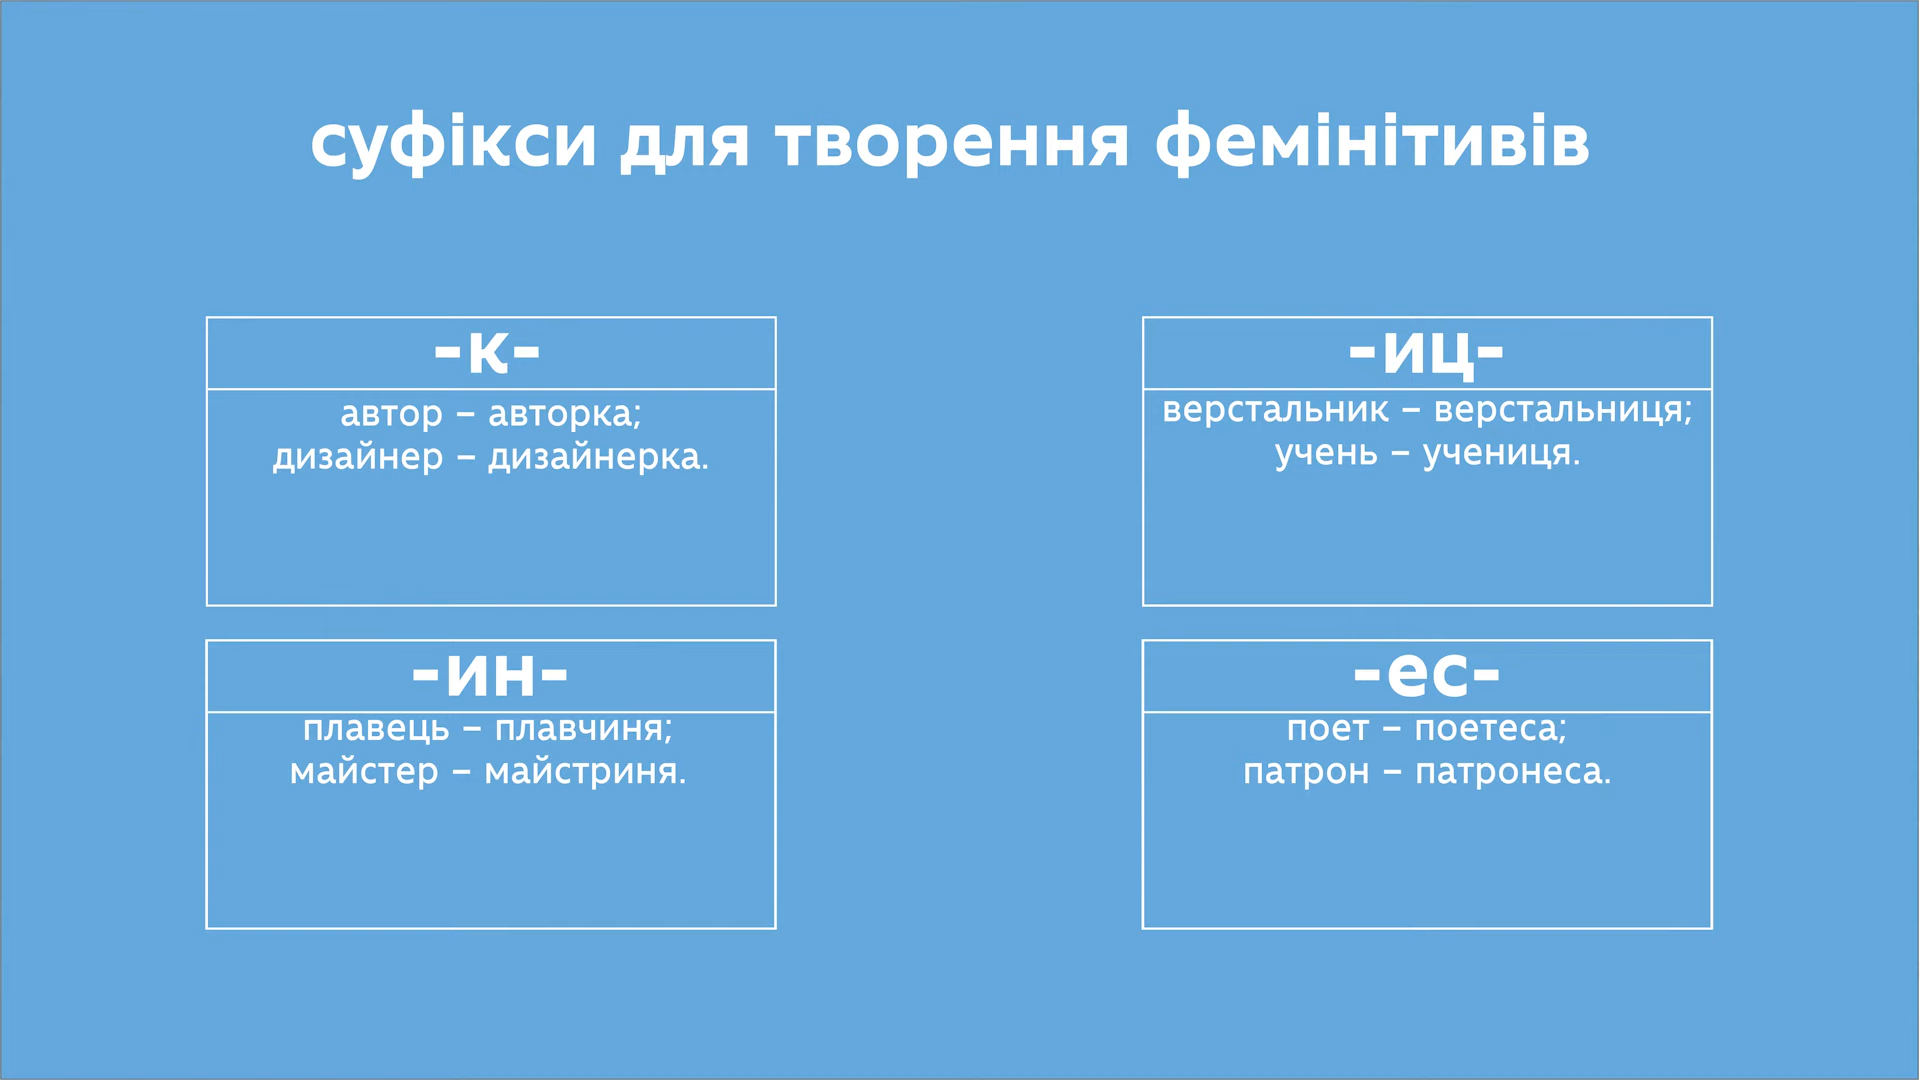 суфікси для творення фемінітивів
-к-
автор – авторка;
дизайнер – дизайнерка.
-иц-
верстальник – верстальниця;
учень – учениця.
-ин-
плавець – плавчиня;
майстер – майстриня.
-ес-
поет – поетеса;
патрон – патронеса.